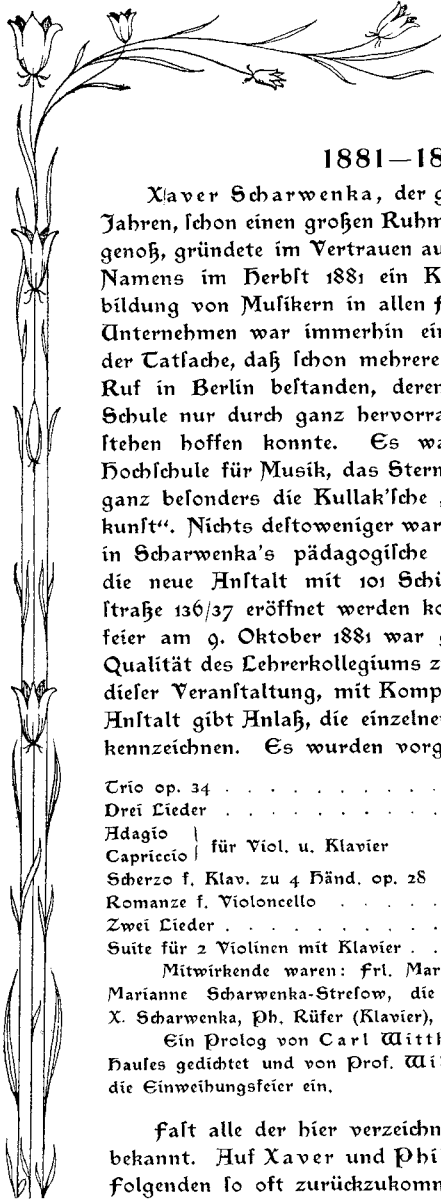 1881—18
Xaver Scharwenka, der g
Jahren, ſchon einen großen Ruhm
genoß, gründete im Vertrauen au
Namens im Herbſt 1881 ein K
bildung von Muſikern in allen F
Unternehmen war immerhin ein
der Tatſache, daß ſchon mehrere
Ruf in Berlin beſtanden, deren
Schule nur durch ganz hervorra
ſtehen hoffen konnte. Es wa
Hochſchule für Muſik, das Stern
ganz beſonders die Kullak'ſche
kunſt“. Nichts deſtoweniger war
in Scharwenka's pädagogiſche
die neue Anſtalt mit 101 Schü
ſtraße 136/37 eröffnet werden ko
feier am 9. Oktober 1881 war
Qualität des Lehrerkollegiums z
dieſer Veranſtaltung, mit Komp
Anſtalt gibt Anlaß, die einzelne
kennzeichnen. Es wurden vorg
Trio op. 34 . . . . . . . . .
Drei Lieder . . . . . . . . .
Adagio
Capriccio } für Viol. u. Klavier
Scherzo f. Klav. zu 4 Händ. op. 28
Romanze f. Violoncello . . . . .
Zwei Lieder . . . . . . . . .
Suite für 2 Violinen mit Klavier . .
Mitwirkende waren: Frl. Mar
Marianne Scharwenka-Streſow, die
X. Scharwenka, Ph. Rüfer (Klavier),
Ein Prolog von Carl Witth
Hauſes gedichtet und von Prof. Wil
die Einweihungsfeier ein.
Faſt alle der hier verzeichn
bekannt. Auf Xaver und Phil
Folgenden ſo oft zurückzukomm